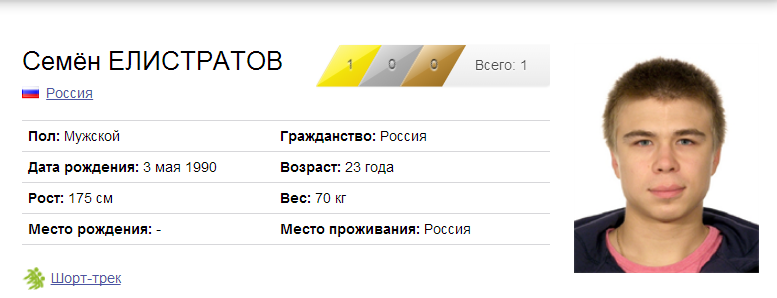 Семён ЕЛИСТРАТОВ
1 0 0 Всего: 1
Россия
Пол: Мужской Гражданство: Россия
Дата рождения: 3 мая 1990 Возраст: 23 года
Рост: 175 см Вес: 70 кг
Место рождения: - Место проживания: Россия
Шорт-трек